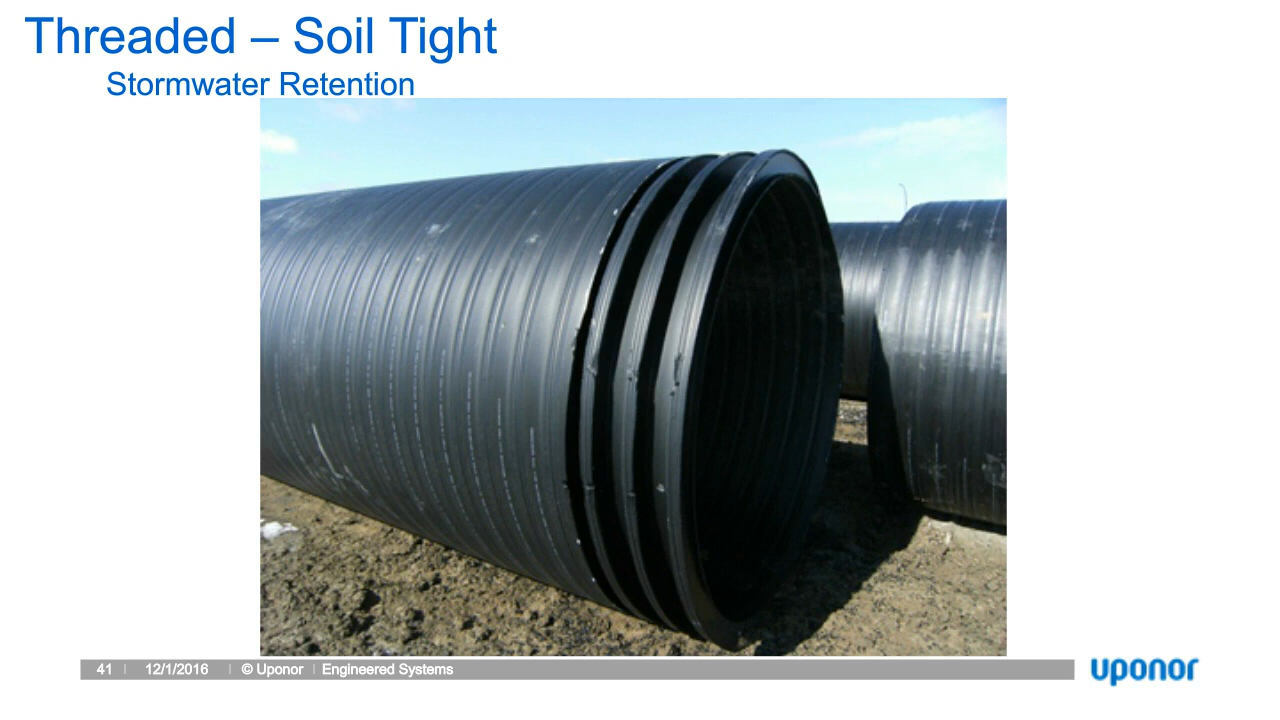 Threaded – Soil Tight
Stormwater Retention
41 | 12/1/2016 | © Uponor | Engineered Systems
uponor